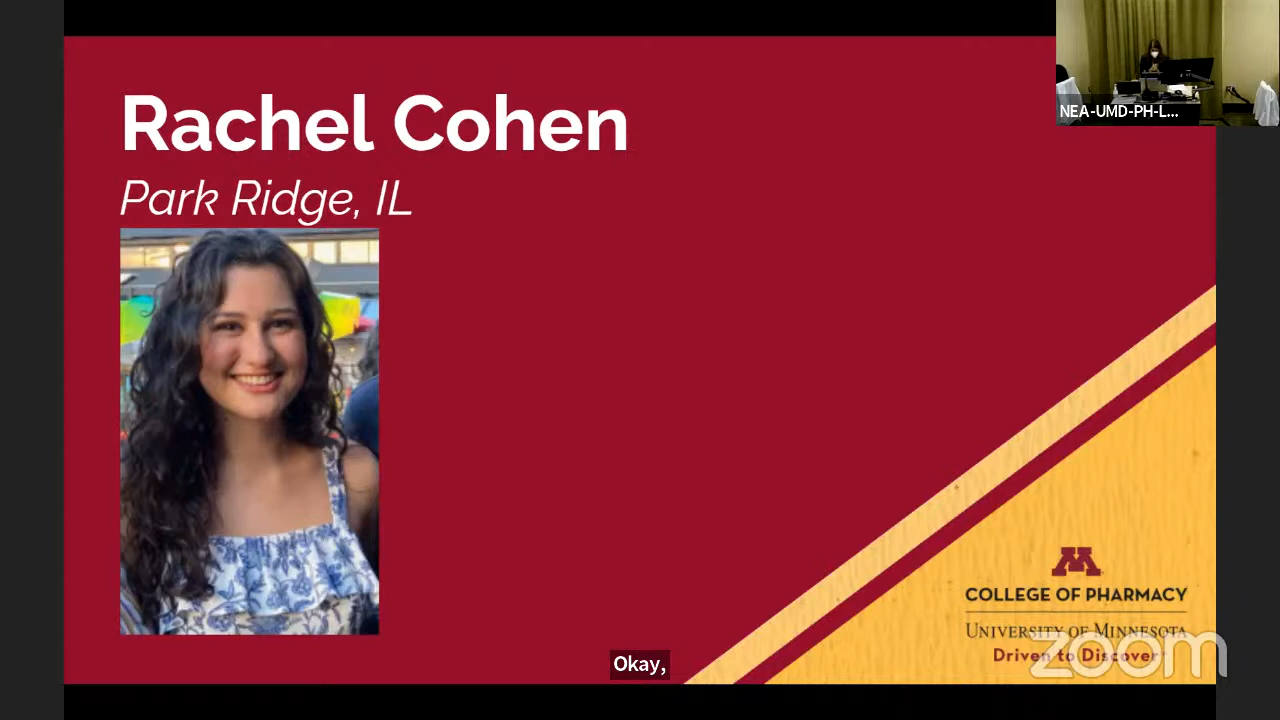 Rachel Cohen
Park Ridge, IL
NEA-UMD-PH-L...
M
COLLEGE OF PHARMACY
UNIVERSITY OF MINNESOTA
Driven to Discover
zoom
Okay,